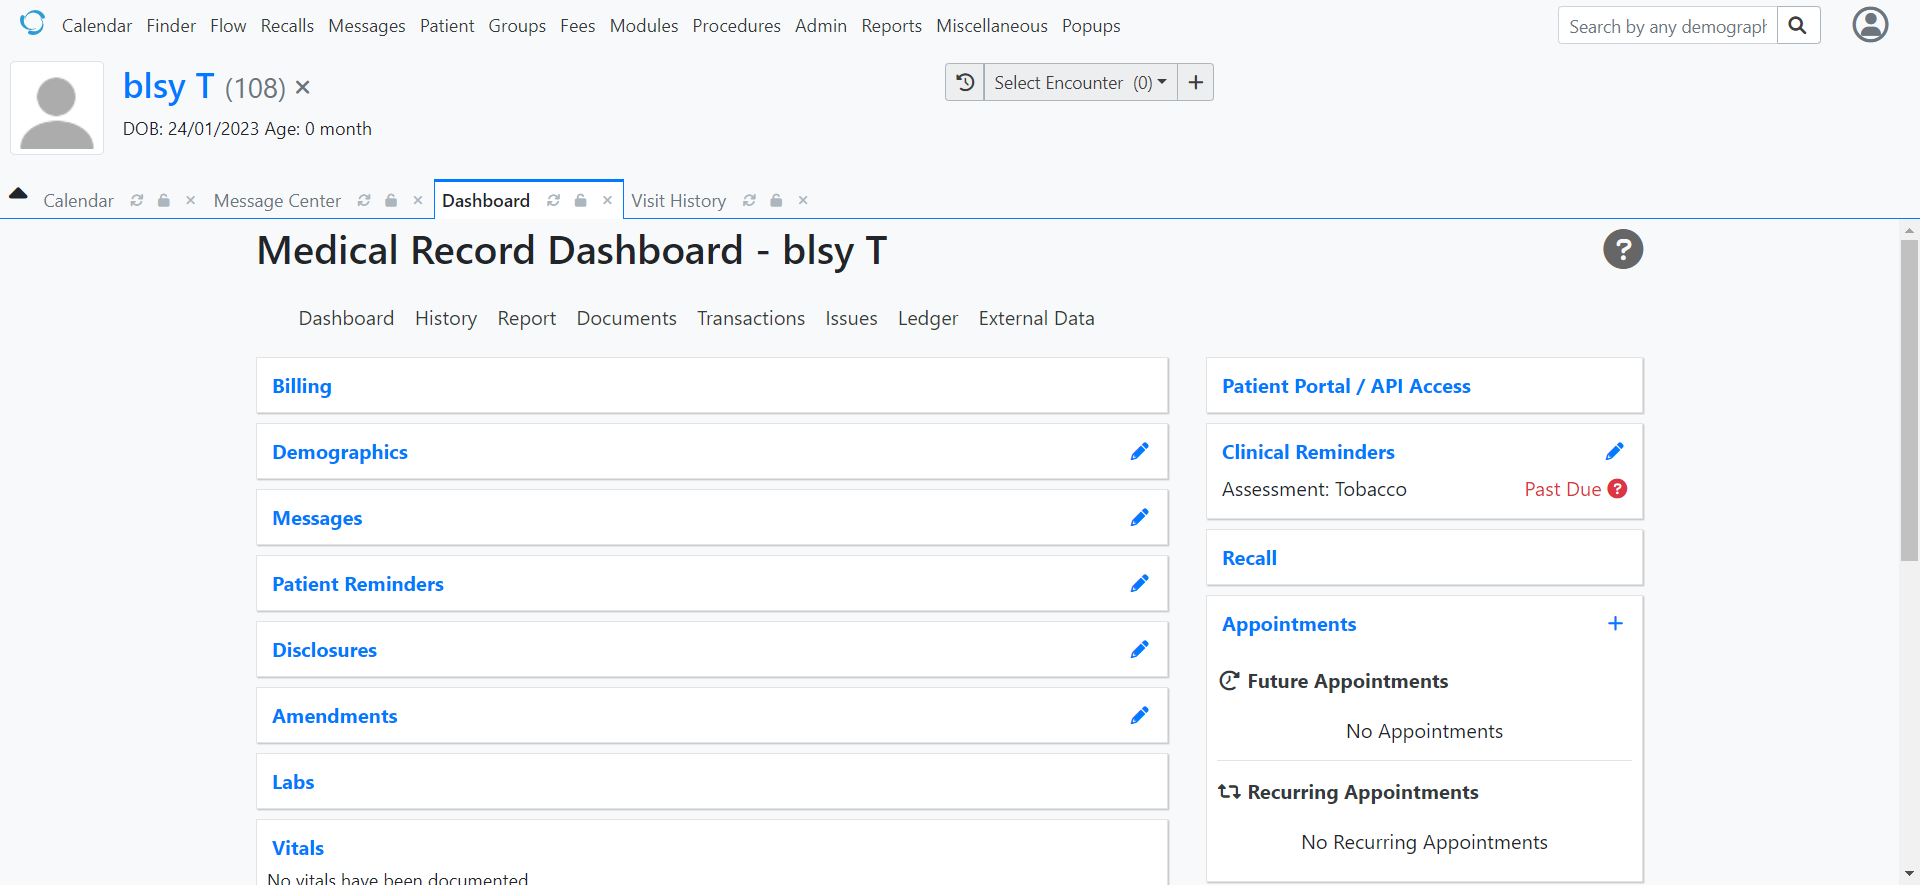 Calendar Finder Flow Recalls Messages Patient Groups Fees Modules Procedures Admin Reports Miscellaneous Popups
Search by any demograph
blsy T (108)
Select Encounter (0)
DOB: 24/01/2023 Age: 0 month
Calendar Message Center Dashboard Visit History
Medical Record Dashboard - blsy T
Dashboard History Report Documents Transactions Issues Ledger External Data
Billing
Demographics
Messages
Patient Reminders
Disclosures
Amendments
Labs
Vitals
No vitals have been documented
Patient Portal / API Access
Clinical Reminders
Assessment: Tobacco Past Due
Recall
Appointments
Future Appointments
No Appointments
Recurring Appointments
No Recurring Appointments